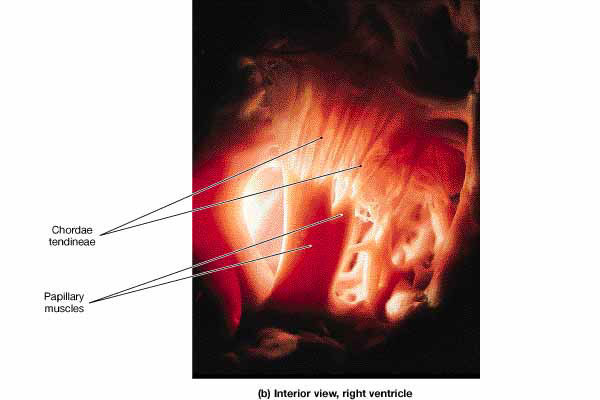 Chordae
tendineae
Papillary
muscles
(b) Interior view, right ventricle